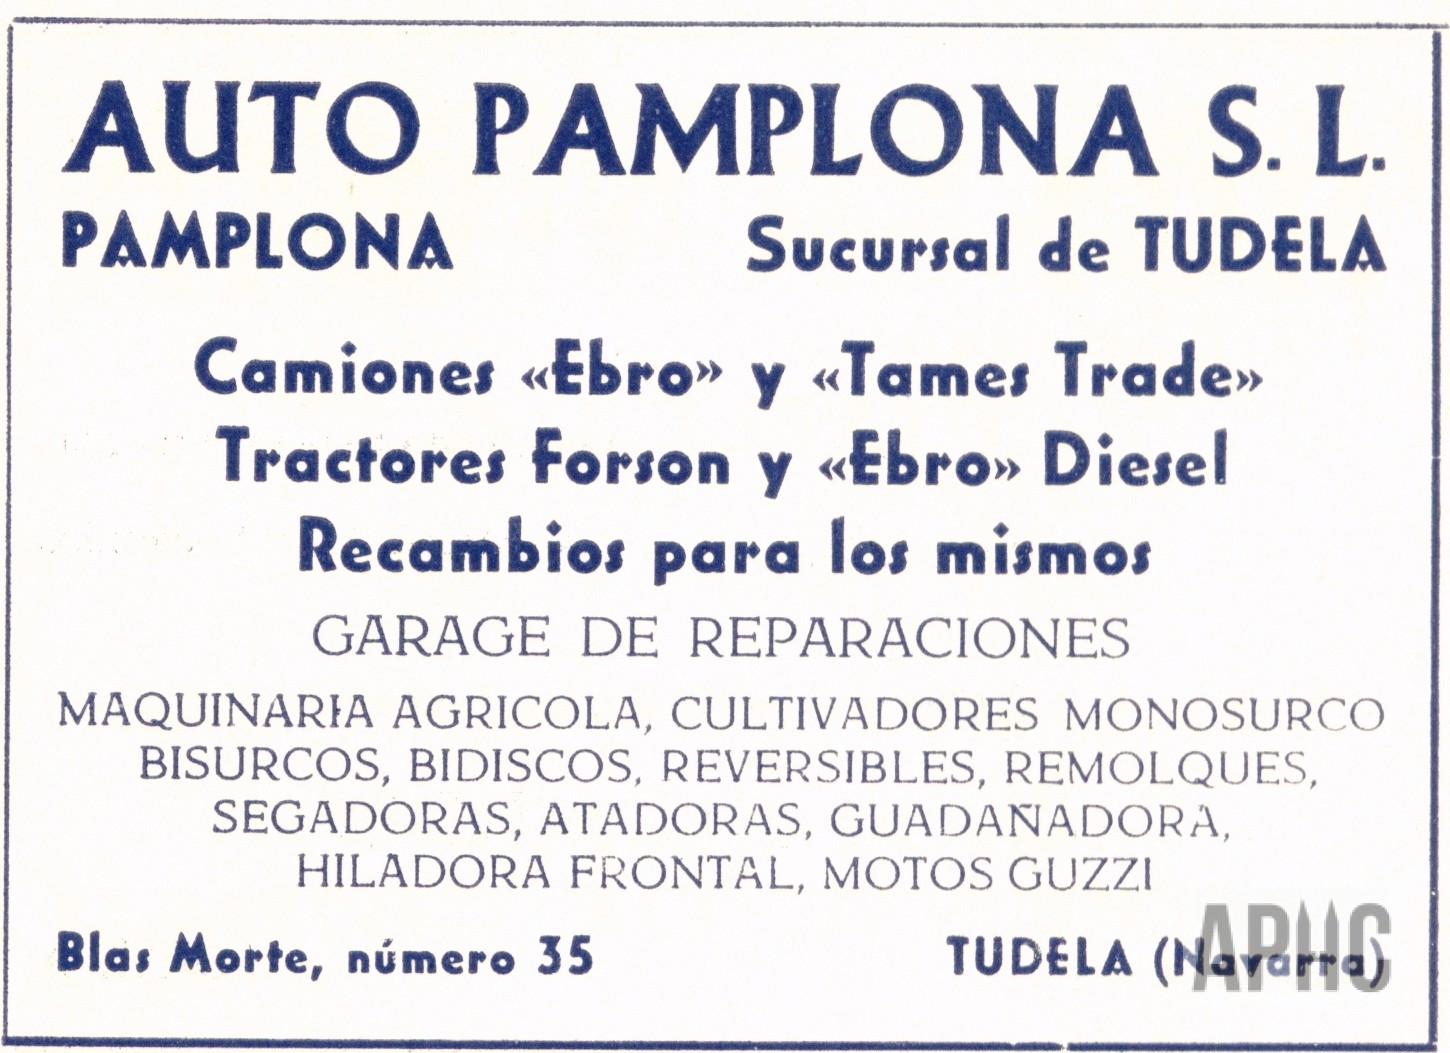 AUTO PAMPLONA S. L.
PAMPLONA Sucursal de TUDELA
Camiones «Ebro» y «Tames Trade»
Tractores Forson y «Ebro» Diesel
Recambios para los mismos
GARAGE DE REPARACIONES
MAQUINARIA AGRICOLA, CULTIVADORES MONOSURCO
BISURCOS, BIDISCOS, REVERSIBLES, REMOLQUES,
SEGADORAS, ATADORAS, GUADAÑADORA,
HILADORA FRONTAL, MOTOS GUZZI
Blas Morte, número 35 TUDELA (Navarra)
APHC